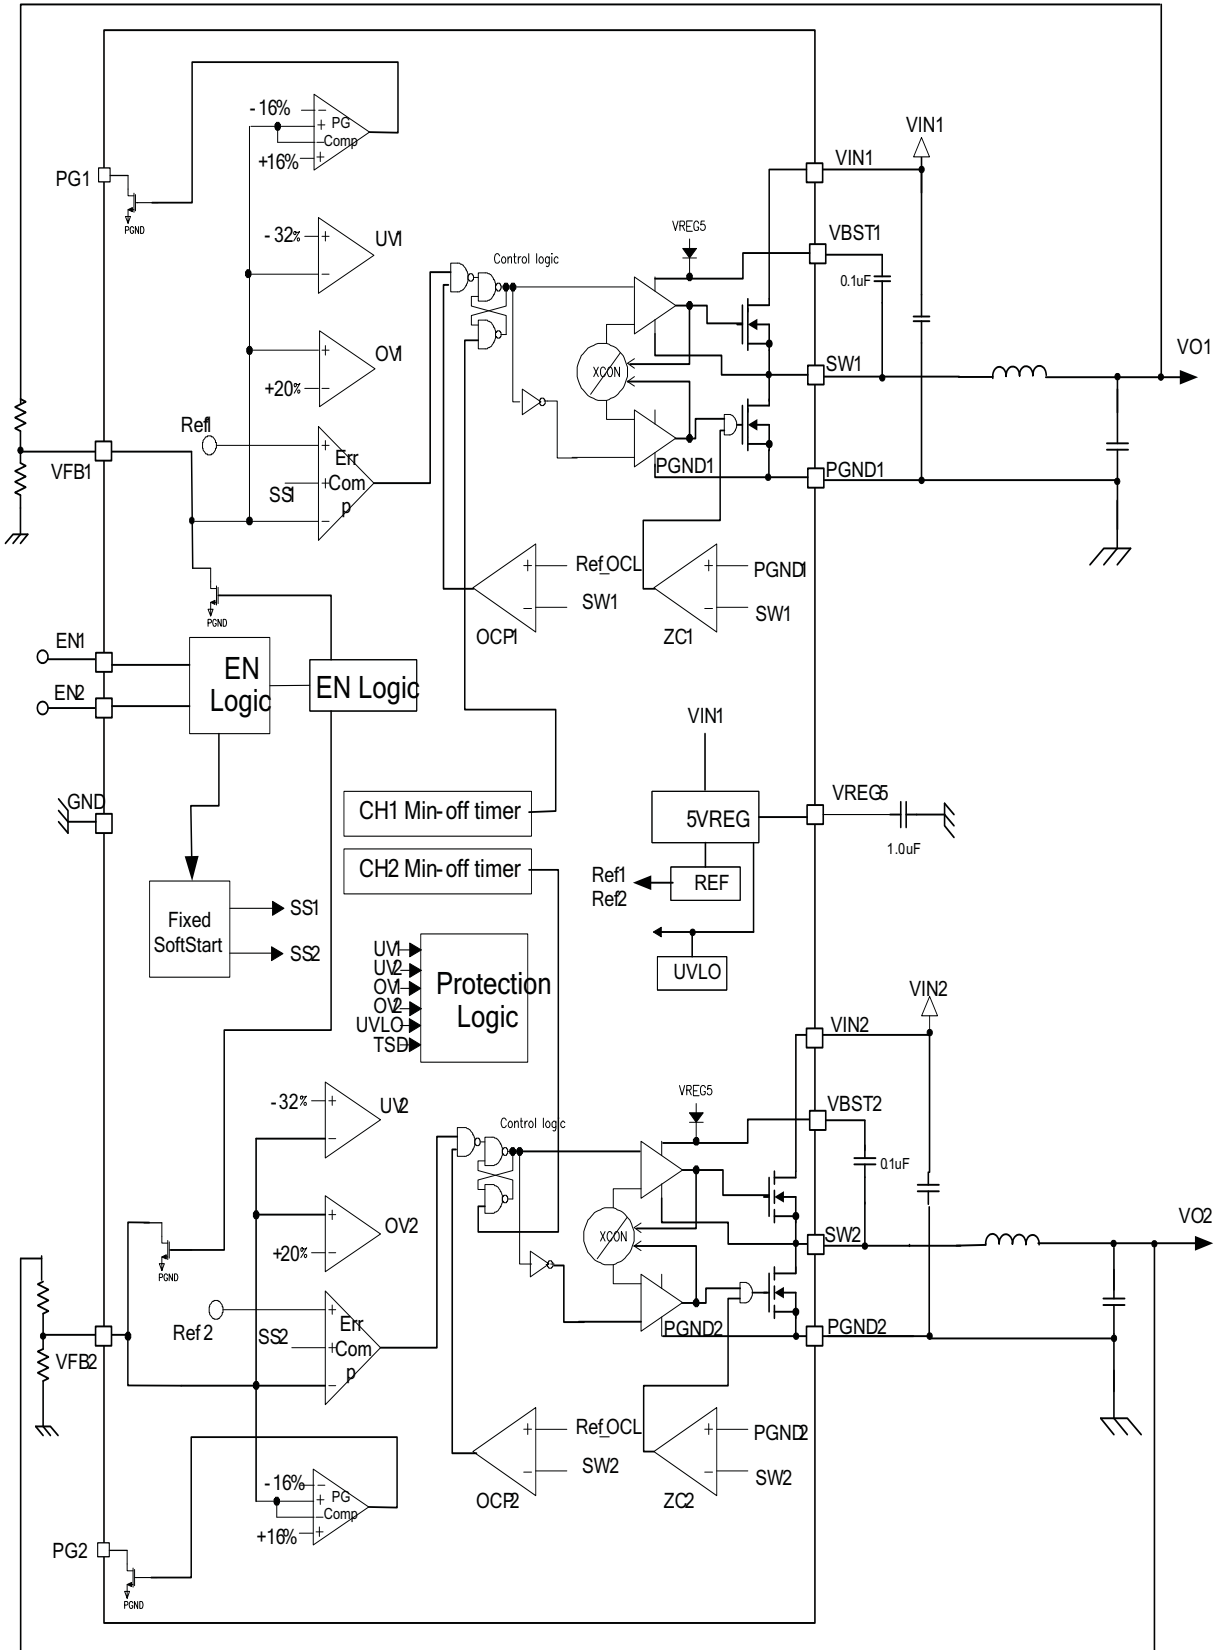 - 16%
PG
Comp
+16%
VIN1
VIN1
PG1
PGND
- 32%
UV1
VREG5
VBST1
Control logic
0.1uF
OV1
+20%
XCON
SW1
VO1
Ref1
Err
Com
p
SS1
VFB1
PGND1
PGND1
Ref_OCL
SW1
OCP1
PGND1
SW1
ZC1
PGND
EN1
EN2
EN
Logic
EN Logic
VIN1
GND
CH1 Min-off timer
5VREG
VREG5
1.0uF
CH2 Min-off timer
Ref1
Ref2
REF
Fixed
SoftStart
SS1
SS2
UV1
UV2
OV1
OV2
UVLO
TSD
Protection
Logic
UVLO
VIN2
VIN2
- 32%
UV2
VREG5
VBST2
Control logic
0.1uF
OV2
+20%
XCON
SW2
VO2
PGND
Ref 2
Err
Com
p
SS2
VFB2
PGND2
PGND2
Ref_OCL
SW2
OCP2
PGND2
SW2
ZC2
- 16%
PG
Comp
+16%
PG2
PGND